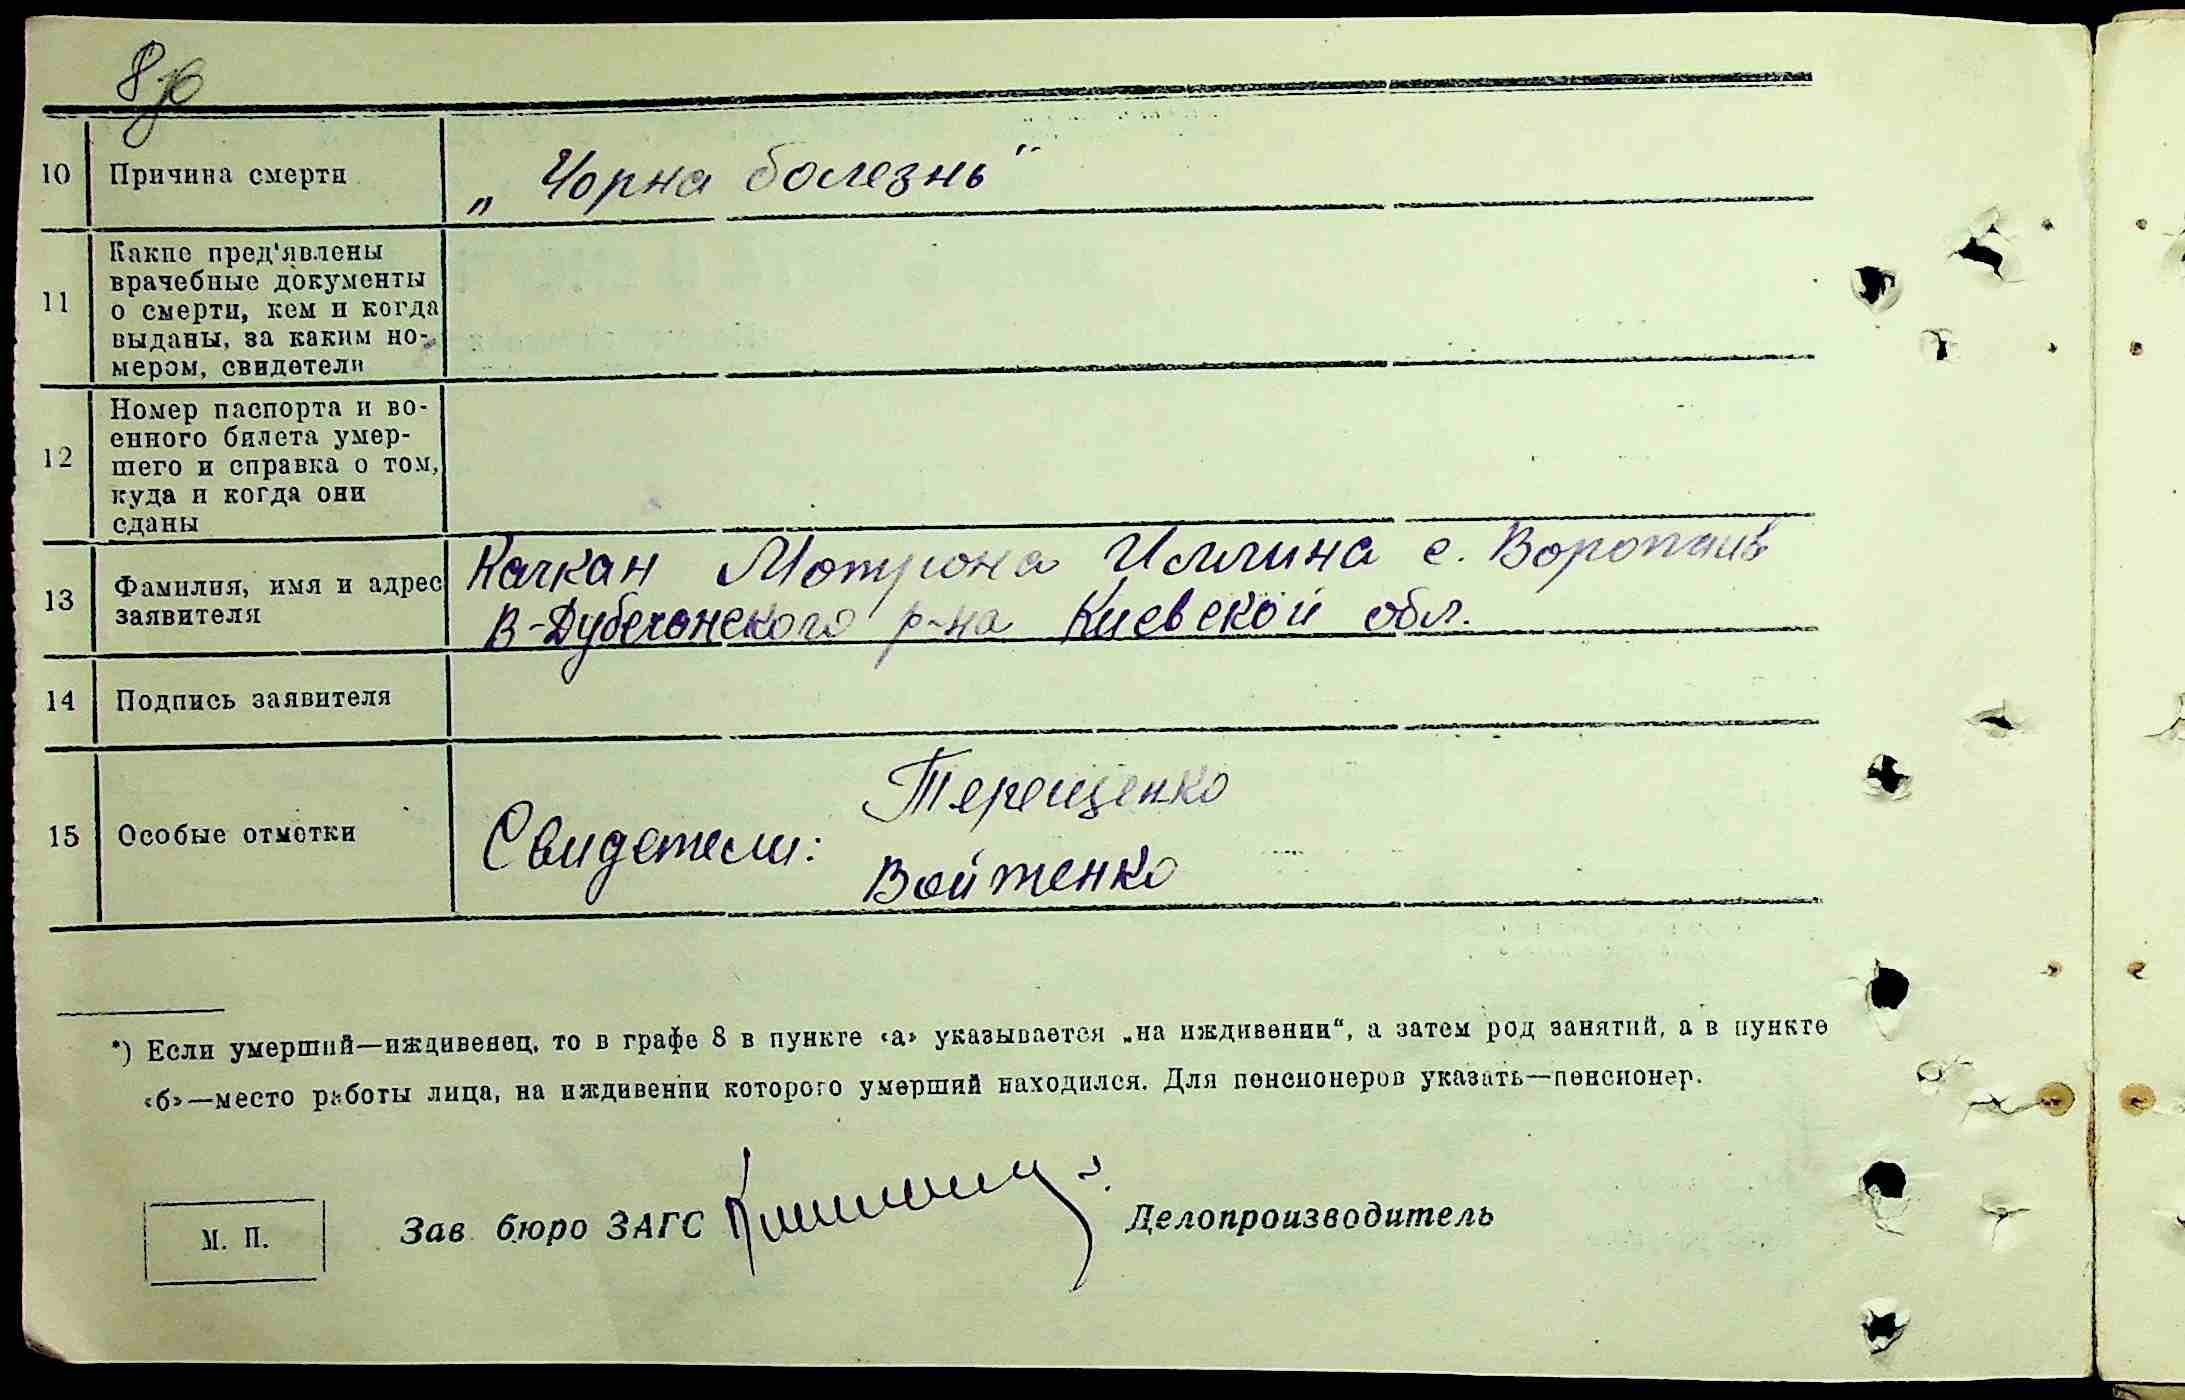 10 Причина смерти „Чорна болезнь"
11 Какие пред'явлены
врачебные документы
о смерти, кем и когда
выданы, за каким но-
мером, свидетели
12 Номер паспорта и во-
енного билета умер-
шего и справка о том,
куда и когда они
сданы
13 Фамилия, имя и адрес
заявителя
Качкан Мотрона Иллина с. Воропаив
В-Дубечанского р-на Киевской обл.
14 Подпись заявителя
15 Особые отметки
Свидетели: Терещенко
Войтенко
*) Если умерший—иждивенец, то в графе 8 в пункте «а» указывается „на иждивении“, а затем род занятий, а в пункте
«б»—место работы лица, на иждивении которого умерший находился. Для пенсионеров указать—пенсионер.
М. П. Зав. бюро ЗАГС Делопроизводитель